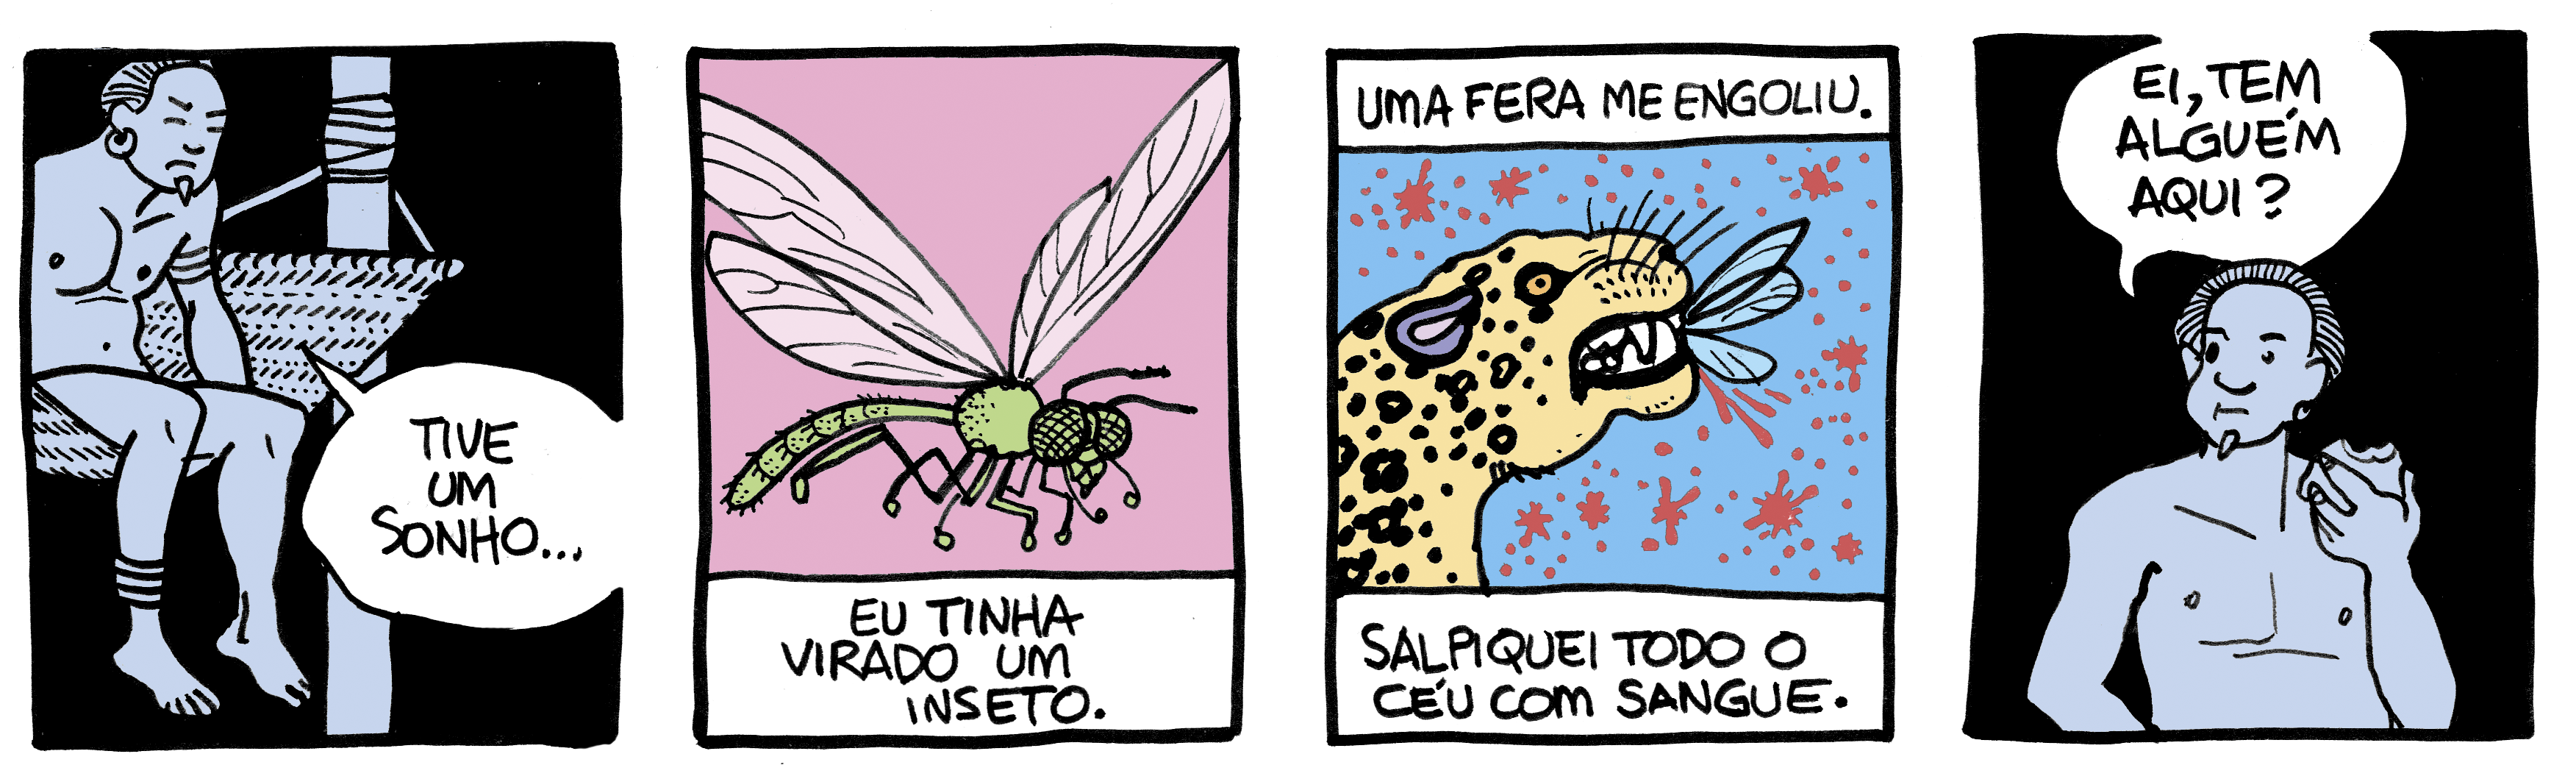 TIVE
UM
SONHO...
EU TINHA
VIRADO UM
INSETO.
UMA FERA ME ENGOLIU.
SALPIQUEI TODO O
CÉU COM SANGUE.
EI, TEM
ALGUÉM
AQUI?